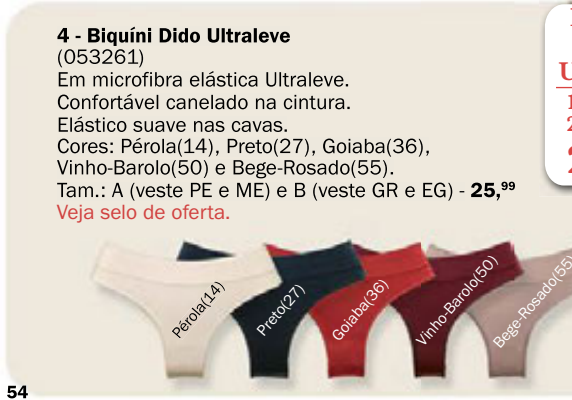 4 - Biquíni Dido Ultraleve
(053261)
Em microfibra elástica Ultraleve.
Confortável canelado na cintura.
Elástico suave nas cavas.
Cores: Pérola(14), Preto(27), Goiaba(36),
Vinho-Barolo(50) e Bege-Rosado(55).
Tam.: A (veste PE e ME) e B (veste GR e EG) - 25,99
Veja selo de oferta.
Pérola(14)
Preto(27)
Goiaba(36)
Vinho-Barolo(50)
Bege-Rosado(55)
54